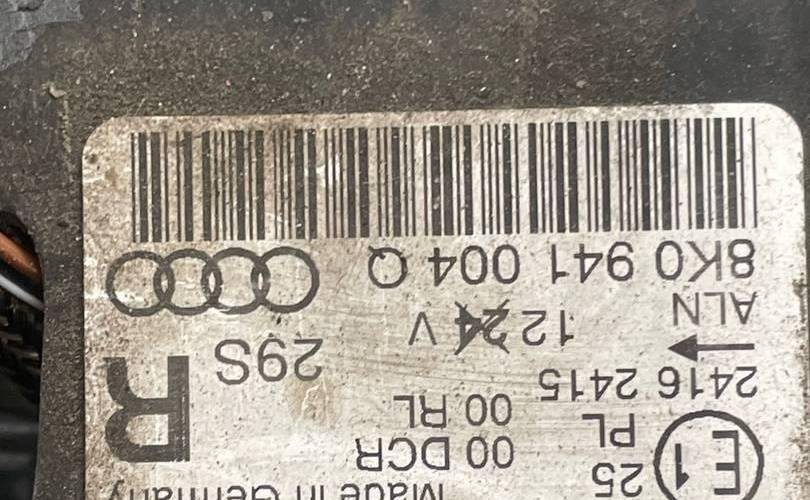 Made in Germany
E1 25
00 DCR
PL
00 RL
R
2416 2415
29S
12 24 V
ALN
8K0 941 004 Q